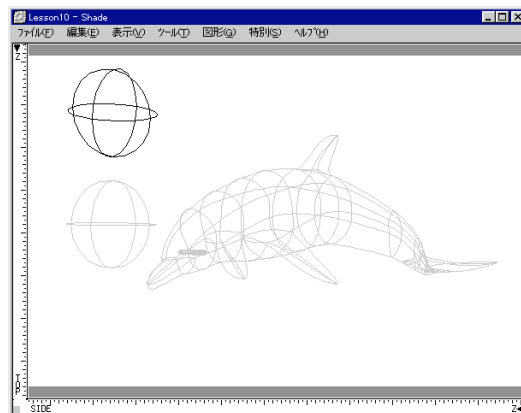 Lesson10 - Shade
ﾌｧｲﾙ(F) 編集(E) 表示(V) ﾂｰﾙ(T) 図形(G) 特別(S) ﾍﾙﾌﾟ(H)
Z
TOP
SIDE
Z